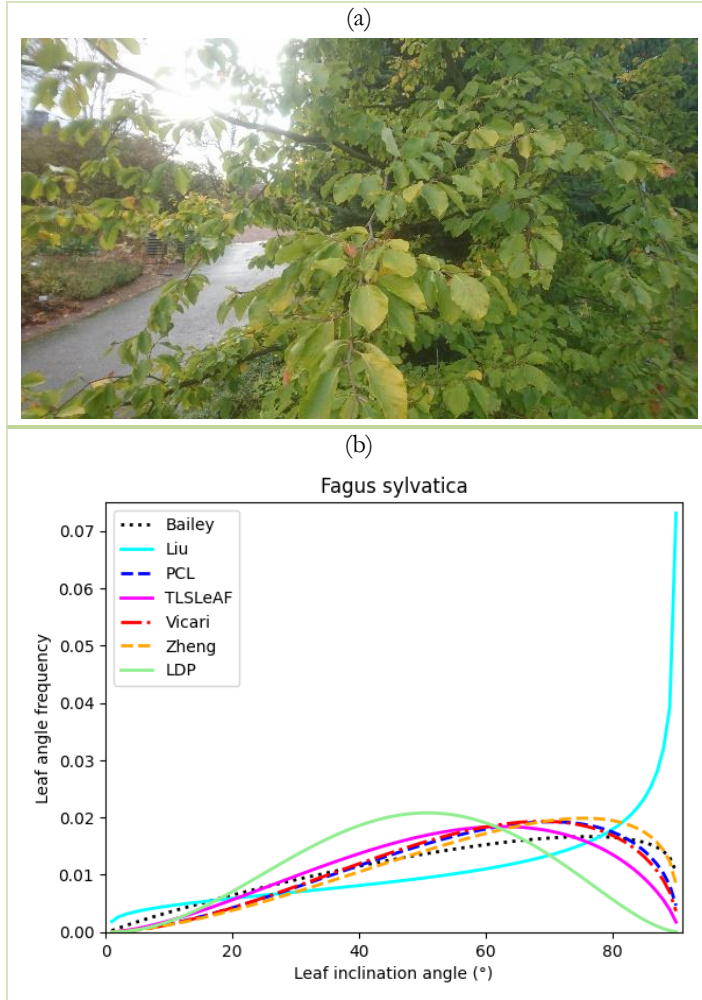 (a)
(b)
Fagus sylvatica
Bailey
Liu
PCL
TLSLeAF
Vicari
Zheng
LDP
Leaf angle frequency
0.07
0.06
0.05
0.04
0.03
0.02
0.01
0.00
0 20 40 60 80
Leaf inclination angle (°)